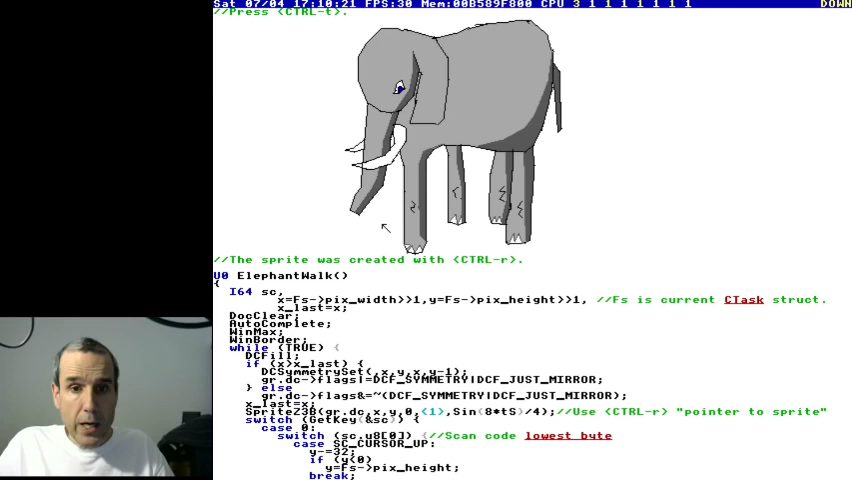 Sat 07/04 17:10:21 FPS:30 Mem:00B589F800 CPU 3 1 1 1 1 1 1 1 DOWN
//Press <CTRL-t>.
//The sprite was created with <CTRL-r>.
U0 ElephantWalk()
{
I64 sc,
x=Fs->pix_width>>1,y=Fs->pix_height>>1, //Fs is current CTask struct.
x_last=x;
DocClear;
AutoComplete;
WinMax;
WinBorder;
while (TRUE) {
DCFill;
if (x>x_last) {
DCSymmetrySet(,x,y,x,y-1);
gr.dc->flags|=DCF_SYMMETRY|DCF_JUST_MIRROR;
} else
gr.dc->flags&=~(DCF_SYMMETRY|DCF_JUST_MIRROR);
x_last=x;
SpriteZ3B(gr.dc,x,y,0,<1>,Sin(8*tS)/4);//Use <CTRL-r> "pointer to sprite"
switch (GetKey(&sc)) {
case 0:
switch (sc.u8[0]) {//Scan code lowest byte
case SC_CURSOR_UP:
y-=32;
if (y<0)
y=Fs->pix_height;
break;